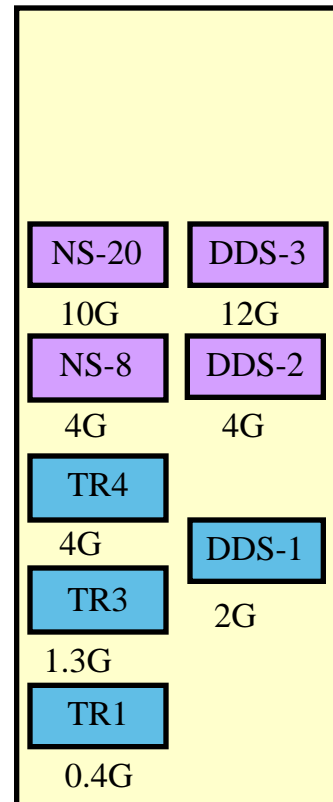 NS-20 DDS-3
10G 12G
NS-8 DDS-2
4G 4G
TR4
4G DDS-1
TR3 2G
1.3G
TR1
0.4G